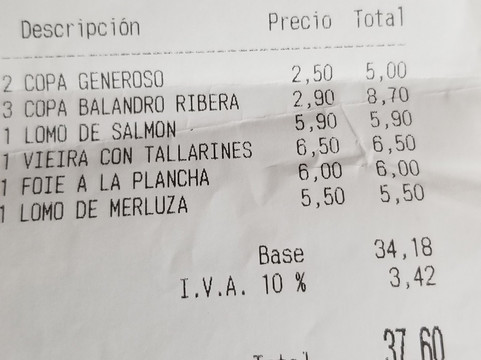 Descripción Precio Total
2 COPA GENEROSO 2,50 5,00
3 COPA BALANDRO RIBERA 2,90 8,70
1 LOMO DE SALMON 5,90 5,90
1 VIEIRA CON TALLARINES 6,50 6,50
1 FOIE A LA PLANCHA 6,00 6,00
1 LOMO DE MERLUZA 5,50 5,50
Base 34,18
I.V.A. 10 % 3,42
Total 37,60